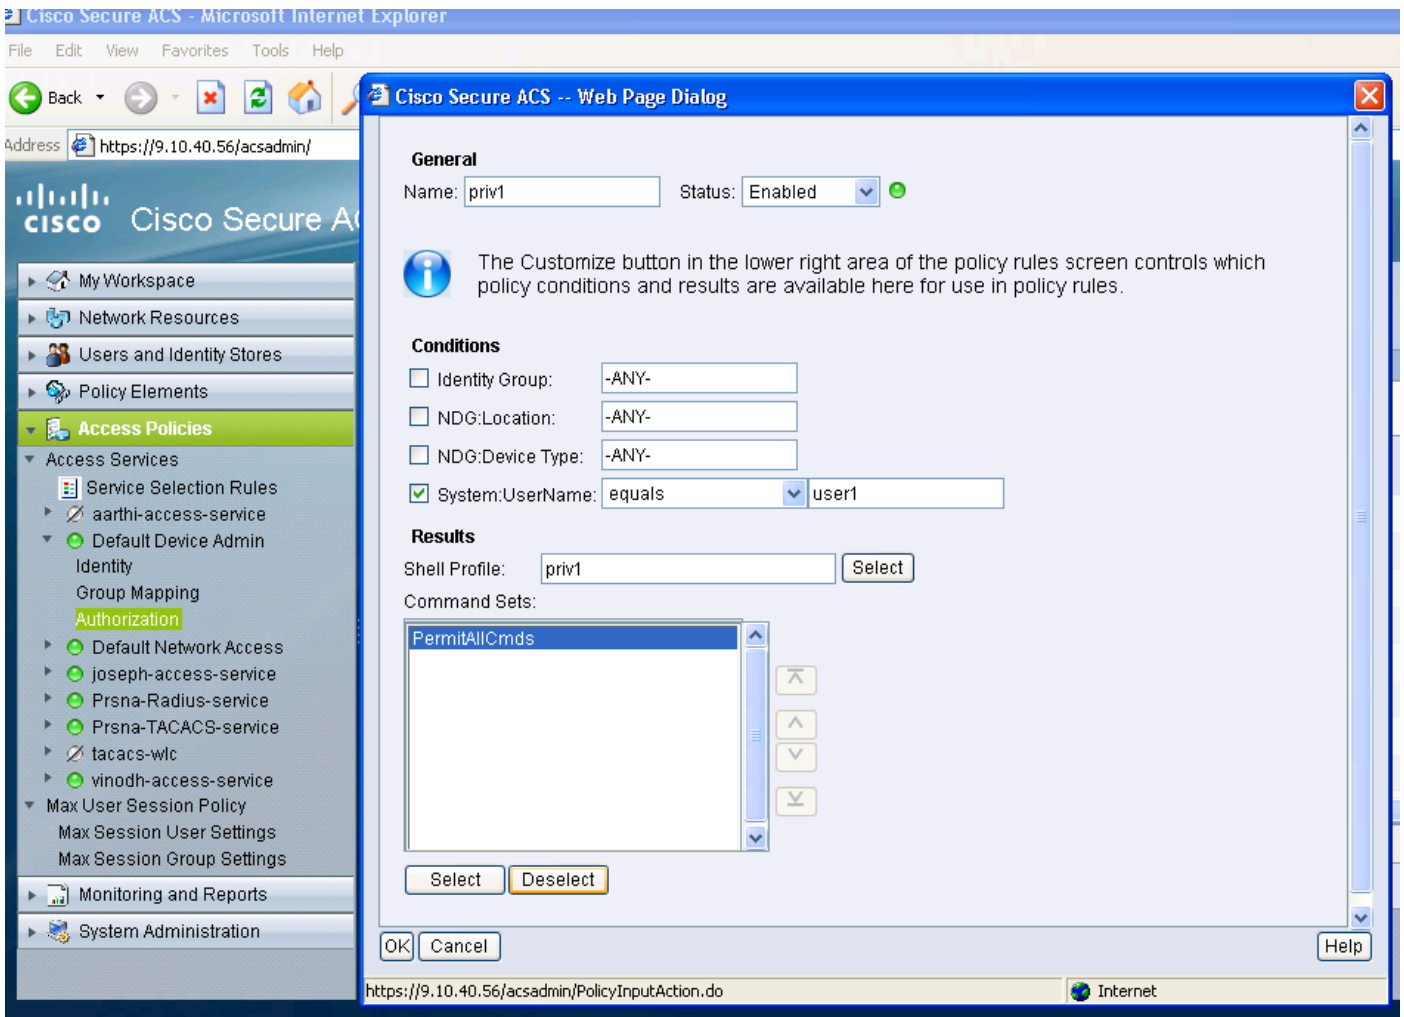 Cisco Secure ACS - Microsoft Internet Explorer
File Edit View Favorites Tools Help
Back
Address https://9.10.40.56/acsadmin/
CISCO Cisco Secure A
My Workspace
Network Resources
Users and Identity Stores
Policy Elements
Access Policies
Access Services
Service Selection Rules
aarthi-access-service
Default Device Admin
Identity
Group Mapping
Authorization
Default Network Access
joseph-access-service
Prsna-Radius-service
Prsna-TACACS-service
tacacs-wlc
vinodh-access-service
Max User Session Policy
Max Session User Settings
Max Session Group Settings
Monitoring and Reports
System Administration
Cisco Secure ACS -- Web Page Dialog
General
Name: priv1 Status: Enabled
The Customize button in the lower right area of the policy rules screen controls which
policy conditions and results are available here for use in policy rules.
Conditions
Identity Group: -ANY-
NDG:Location: -ANY-
NDG:Device Type: -ANY-
System:UserName: equals user1
Results
Shell Profile: priv1 Select
Command Sets:
PermitAllCmds
Select Deselect
OK Cancel Help
https://9.10.40.56/acsadmin/PolicyInputAction.do Internet